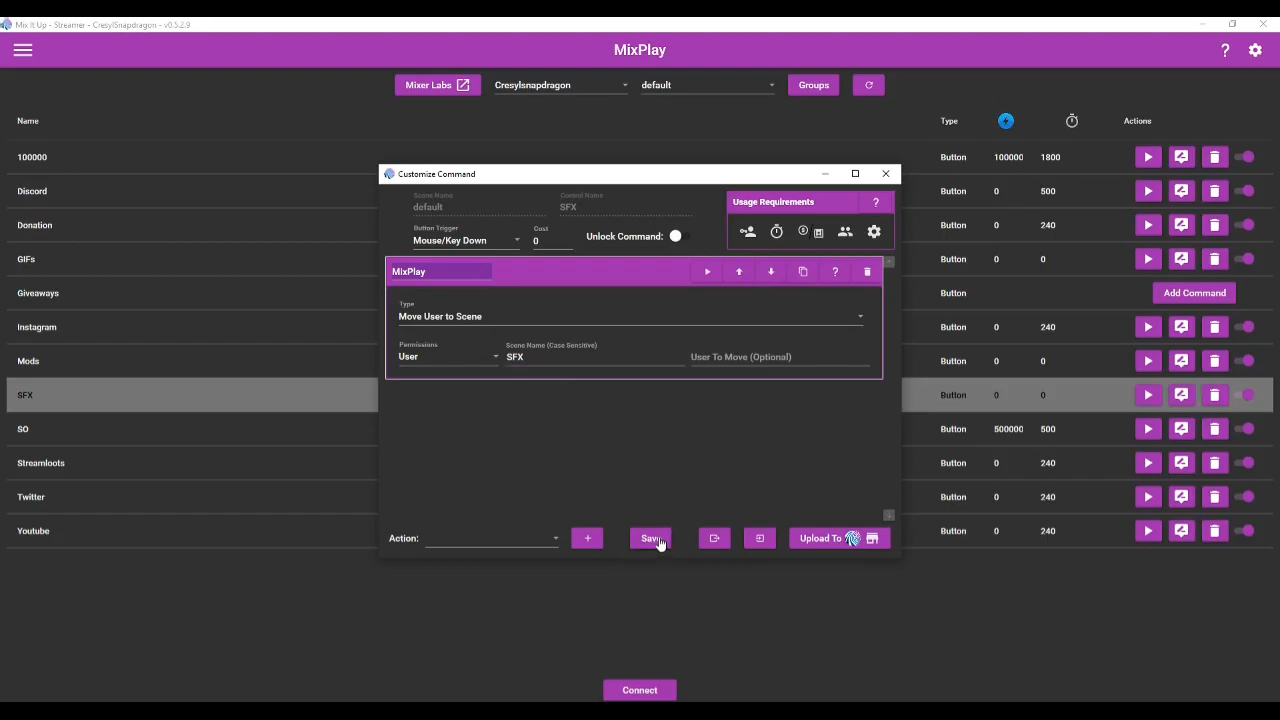 Mix It Up - Streamer - CresylSnapdragon - v0.5.2.9
MixPlay
?
Mixer Labs
Cresylsnapdragon
default
Groups
Name
Type
Actions
100000
Button
100000
1800
Discord
Button
0
500
Donation
Button
0
240
GIFs
Button
0
0
Giveaways
Button
Add Command
Instagram
Button
0
240
Mods
Button
0
0
SFX
Button
0
0
SO
Button
500000
500
Streamloots
Button
0
240
Twitter
Button
0
240
Youtube
Button
0
240
Customize Command
Scene Name
default
Control Name
SFX
Button Trigger
Mouse/Key Down
Cost
0
Unlock Command:
Usage Requirements
?
MixPlay
?
Type
Move User to Scene
Permissions
User
Scene Name (Case Sensitive)
SFX
User To Move (Optional)
Action:
+
Save
Upload To
Connect